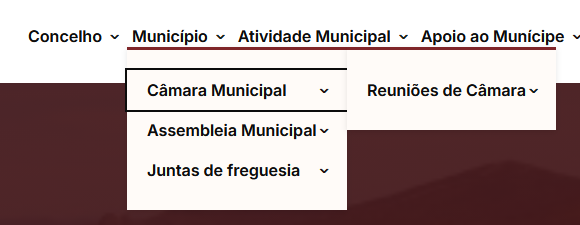 Concelho Município Atividade Municipal Apoio ao Munícipe
Câmara Municipal Reuniões de Câmara
Assembleia Municipal
Juntas de freguesia